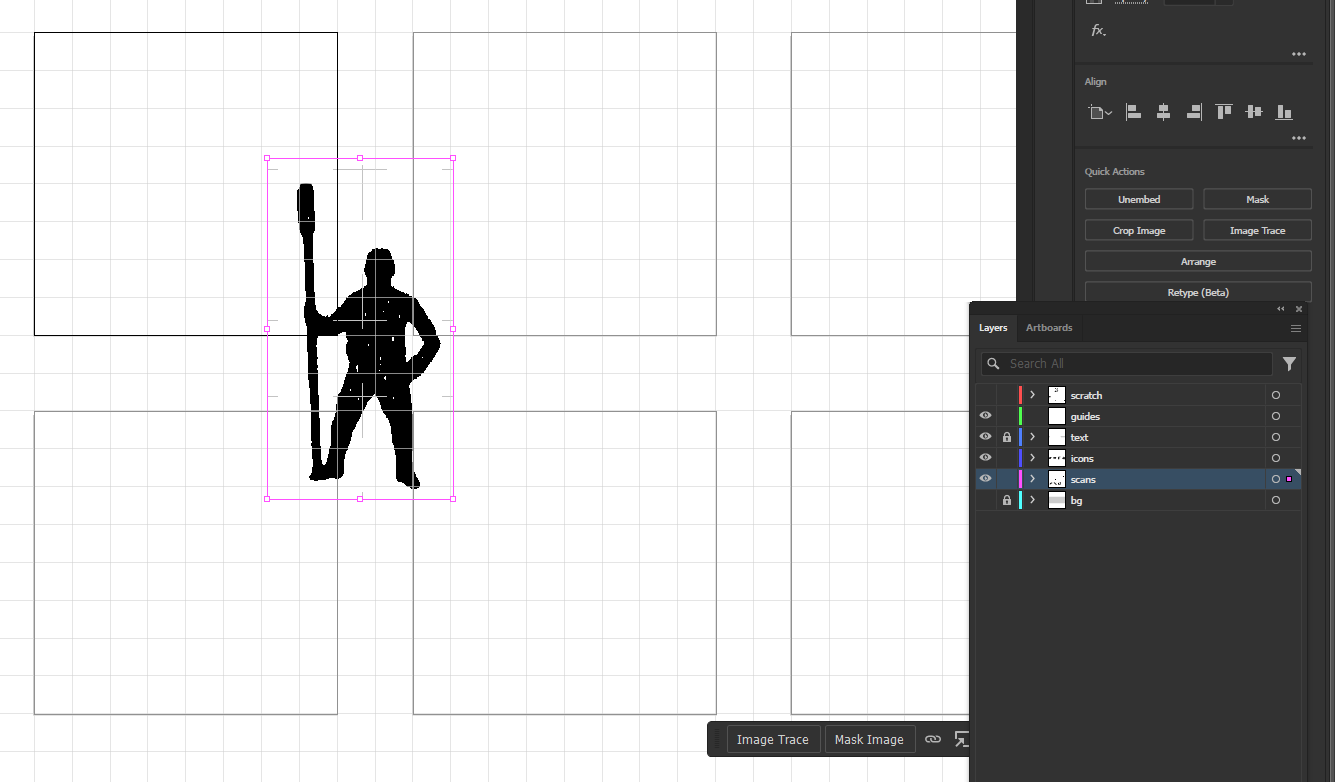 fx.
Align
Quick Actions
Unembed
Mask
Crop Image
Image Trace
Arrange
Retype (Beta)
Layers
Artboards
Search All
scratch
guides
text
icons
scans
bg
Image Trace
Mask Image